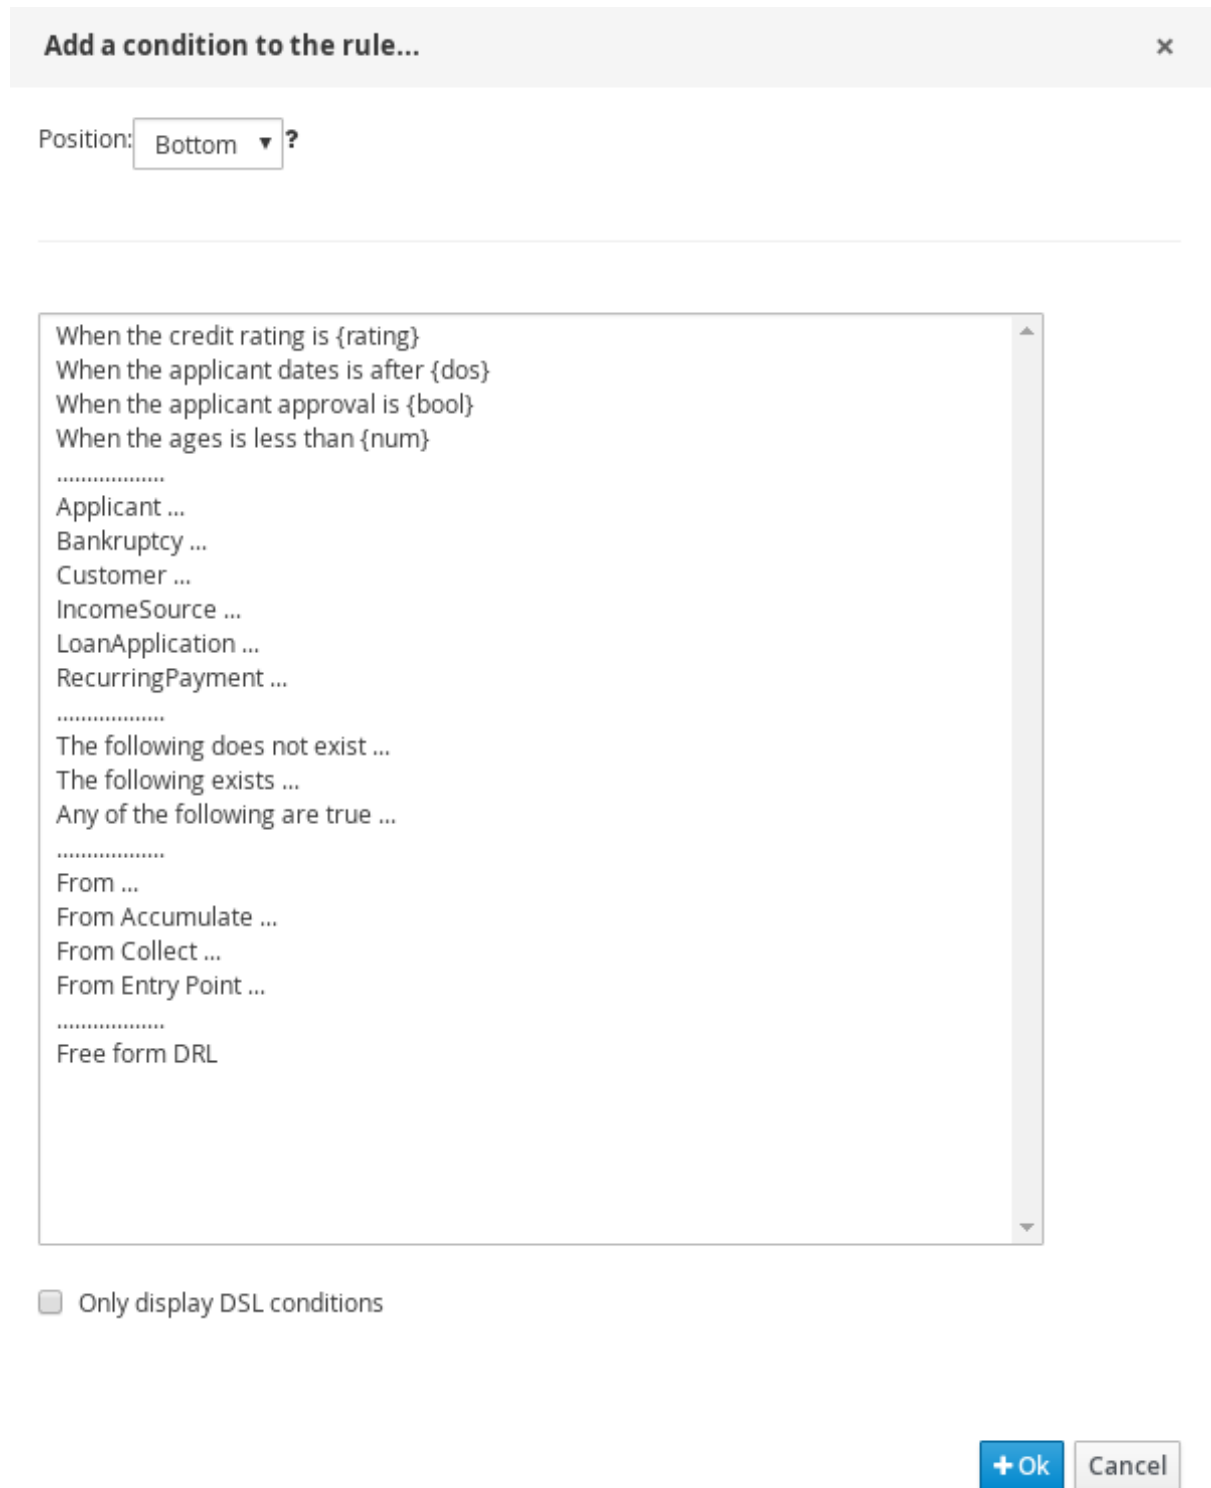 Add a condition to the rule... ×
Position: Bottom ▼ ?
When the credit rating is {rating}
When the applicant dates is after {dos}
When the applicant approval is {bool}
When the ages is less than {num}
..................
Applicant ...
Bankruptcy ...
Customer ...
IncomeSource ...
LoanApplication ...
RecurringPayment ...
..................
The following does not exist ...
The following exists ...
Any of the following are true ...
..................
From ...
From Accumulate ...
From Collect ...
From Entry Point ...
..................
Free form DRL
Only display DSL conditions
+ Ok Cancel